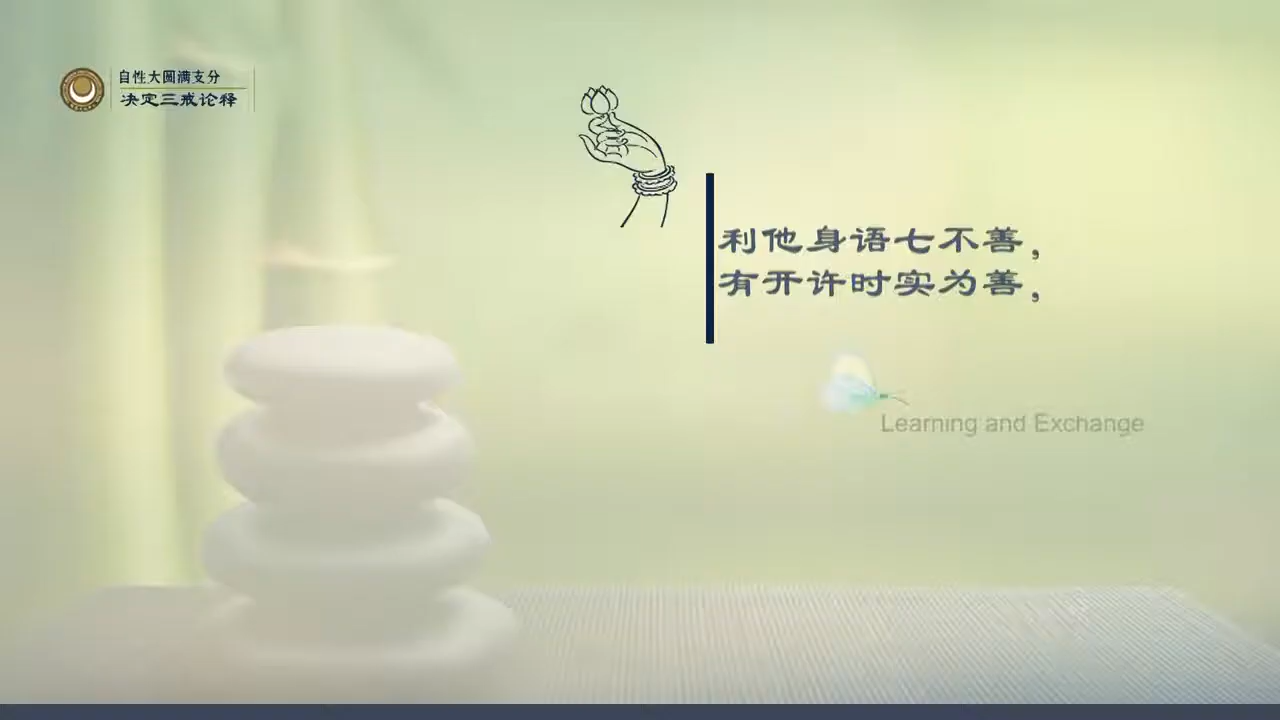 自性大圆满支分
决定三戒论释
利他身语七不善，
有开许时实为善，
Learning and Exchange